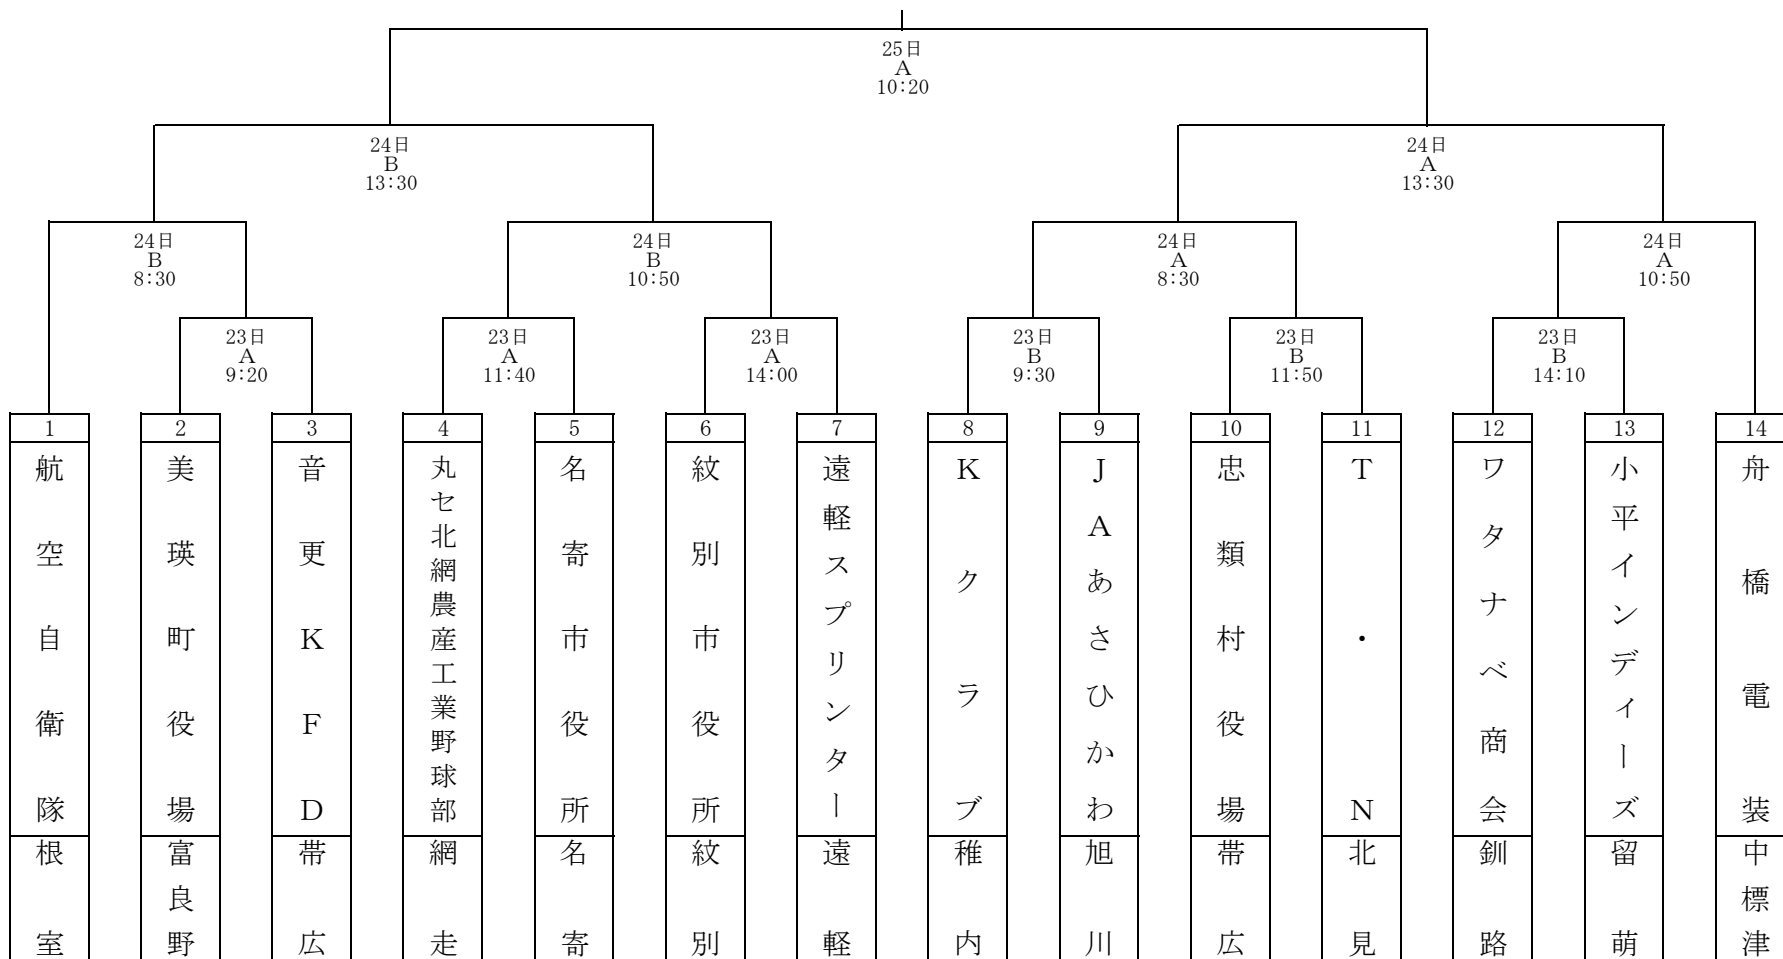 25日
A
10:20
24日
B
13:30
24日
A
13:30
24日
B
8:30
24日
B
10:50
24日
A
8:30
24日
A
10:50
23日
A
9:20
23日
A
11:40
23日
A
14:00
23日
B
9:30
23日
B
11:50
23日
B
14:10
1
航空自衛隊
根室
2
美瑛町役場
富良野
3
音更KFD
帯広
4
丸セ北網農産工業野球部
網走
5
名寄市役所
名寄
6
紋別市役所
紋別
7
遠軽スプリンター
遠軽
8
Kクラブ
稚内
9
JAあさひかわ
旭川
10
忠類村役場
帯広
11
T・N
北見
12
ワタナベ商会
釧路
13
小平インディーズ
留萌
14
舟橋電装
中標津